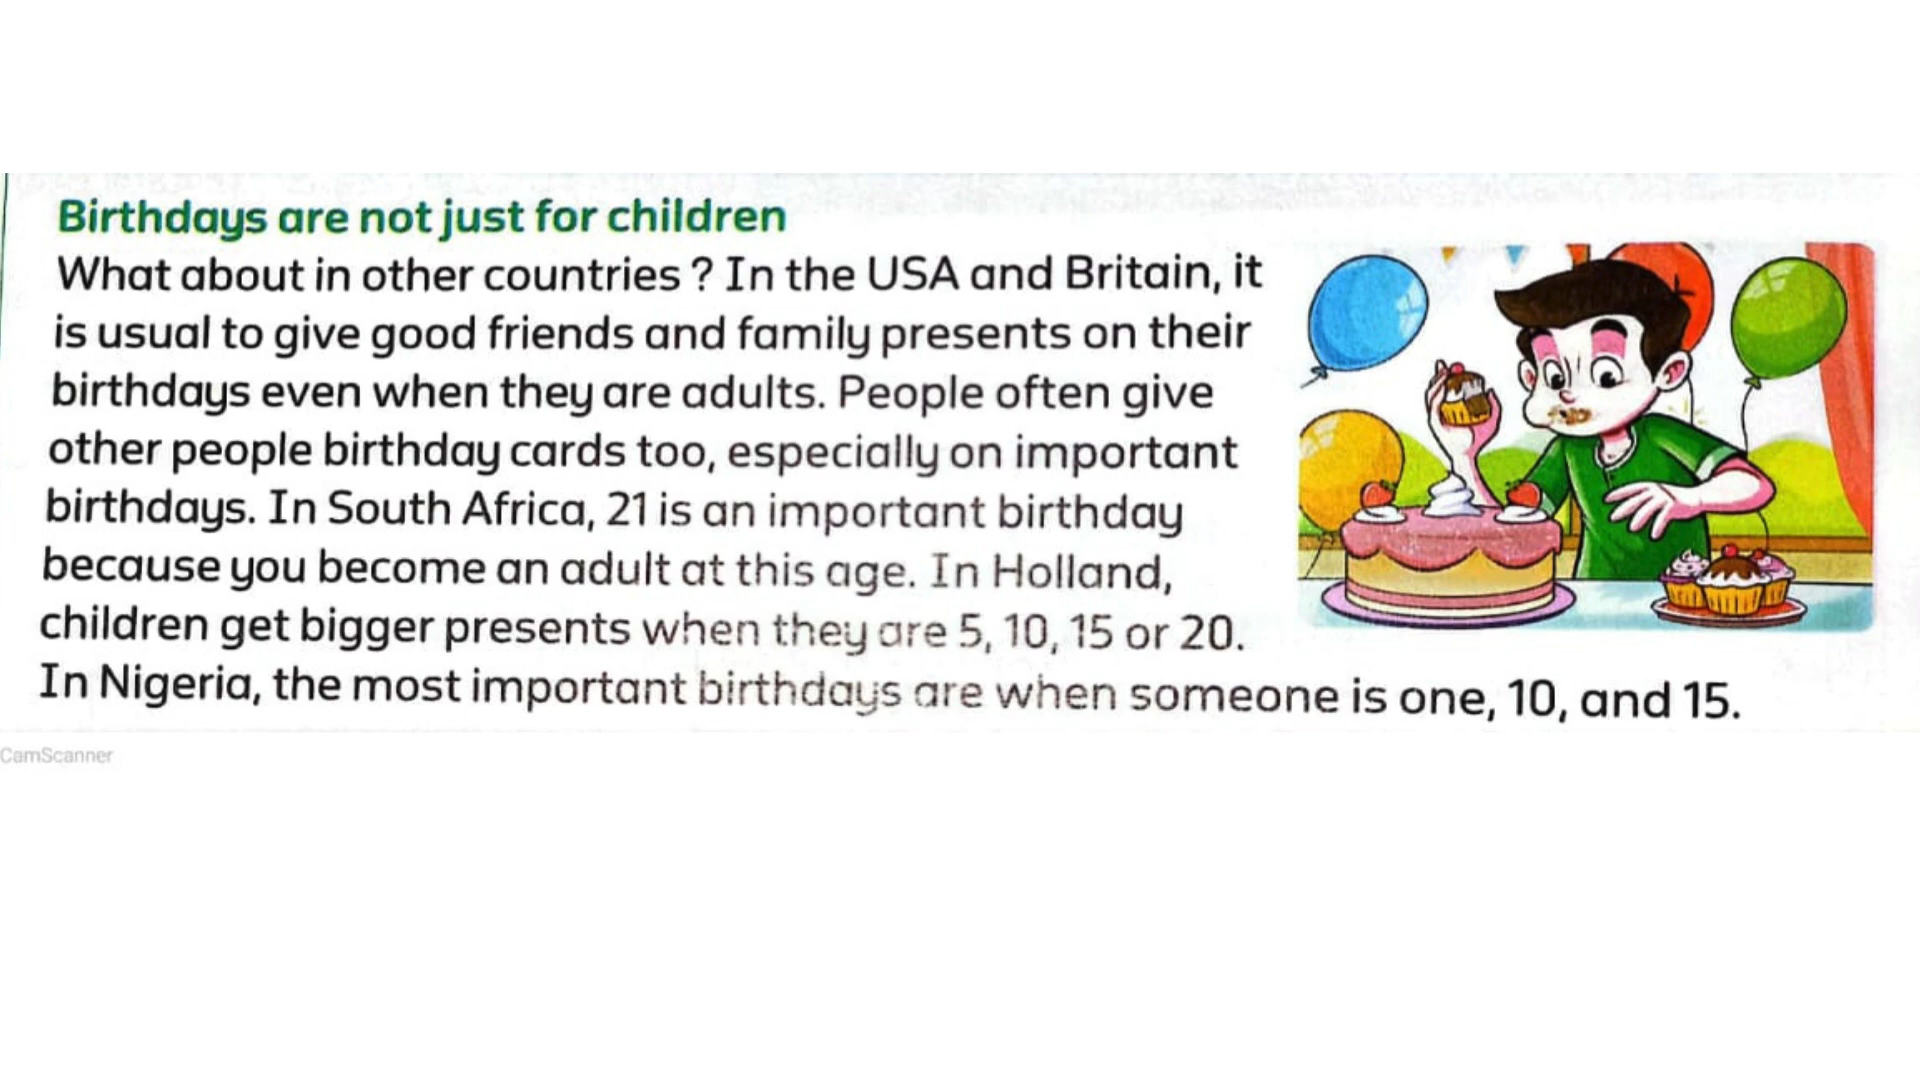 Birthdays are not just for children
What about in other countries ? In the USA and Britain, it
is usual to give good friends and family presents on their
birthdays even when they are adults. People often give
other people birthday cards too, especially on important
birthdays. In South Africa, 21 is an important birthday
because you become an adult at this age. In Holland,
children get bigger presents when they are 5, 10, 15 or 20.
In Nigeria, the most important birthdays are when someone is one, 10, and 15.
CamScanner